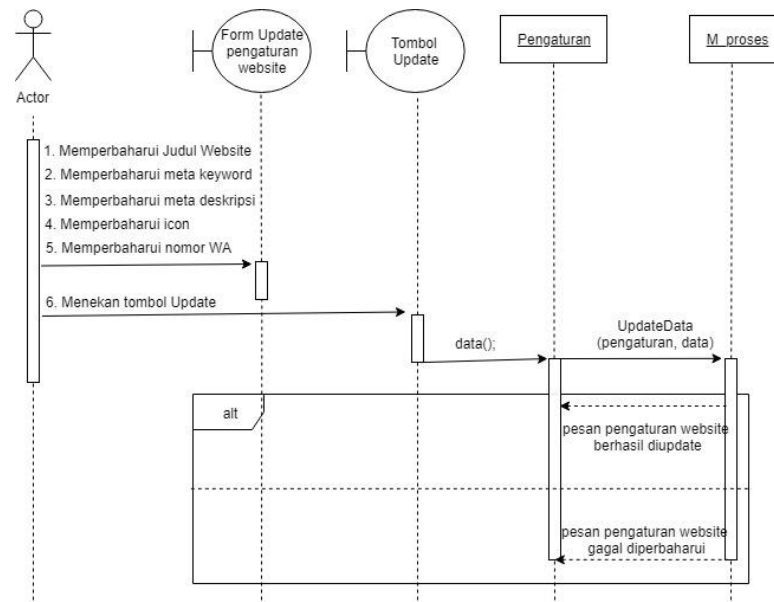 Form Update
pengaturan
website
Tombol
Update
Pengaturan
M_proses
Actor
1. Memperbaharui Judul Website
2. Memperbaharui meta keyword
3. Memperbaharui meta deskripsi
4. Memperbaharui icon
5. Memperbaharui nomor WA
6. Menekan tombol Update
data();
UpdateData
(pengaturan, data)
alt
pesan pengaturan website
berhasil diupdate
pesan pengaturan website
gagal diperbaharui